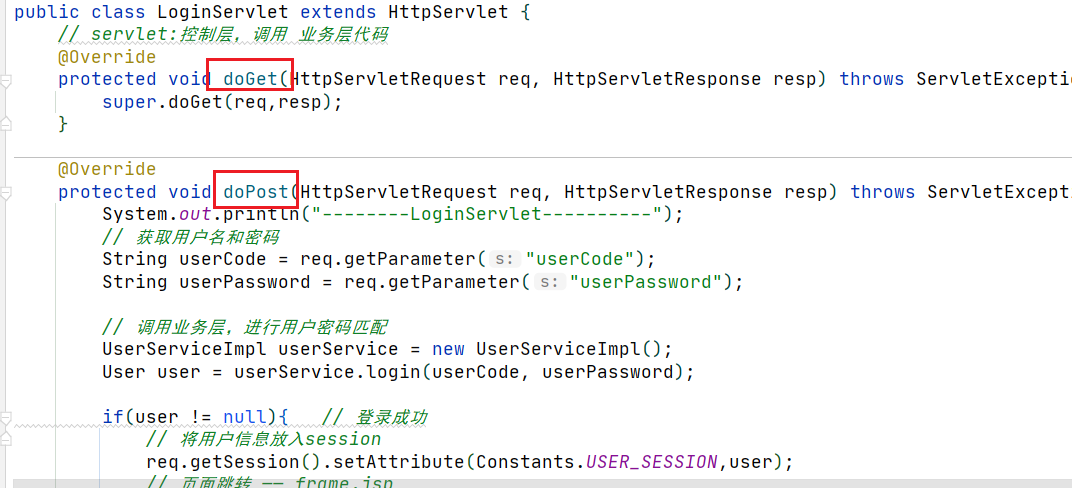 public class LoginServlet extends HttpServlet {
// servlet:控制层，调用 业务层代码
@Override
protected void doGet(HttpServletRequest req, HttpServletResponse resp) throws ServletExceptio
super.doGet(req,resp);
}
@Override
protected void doPost(HttpServletRequest req, HttpServletResponse resp) throws ServletExcepti
System.out.println("--------LoginServlet----------");
// 获取用户名和密码
String userCode = req.getParameter( s: "userCode");
String userPassword = req.getParameter( s: "userPassword");
// 调用业务层，进行用户密码匹配
UserServiceImpl userService = new UserServiceImpl();
User user = userService.login(userCode, userPassword);
if(user != null){ // 登录成功
// 将用户信息放入session
req.getSession().setAttribute(Constants.USER_SESSION,user);
// 页面跳转 —— frame.jsp